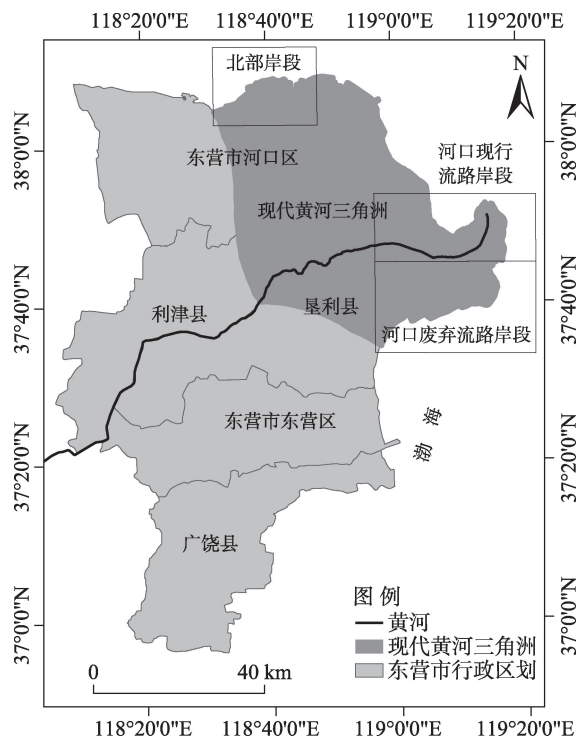 118°20′0″E 118°40′0″E 119°0′0″E 119°20′0″E
北部岸段
N
38°0′0″N
38°0′0″N
东营市河口区
河口现行
流路岸段
现代黄河三角洲
37°40′0″N
37°40′0″N
利津县
垦利县
河口废弃流路岸段
东营市东营区
渤海
37°20′0″N
37°20′0″N
广饶县
图 例
黄河
现代黄河三角洲
东营市行政区划
37°0′0″N
37°0′0″N
0 40 km
118°20′0″E 118°40′0″E 119°0′0″E 119°20′0″E